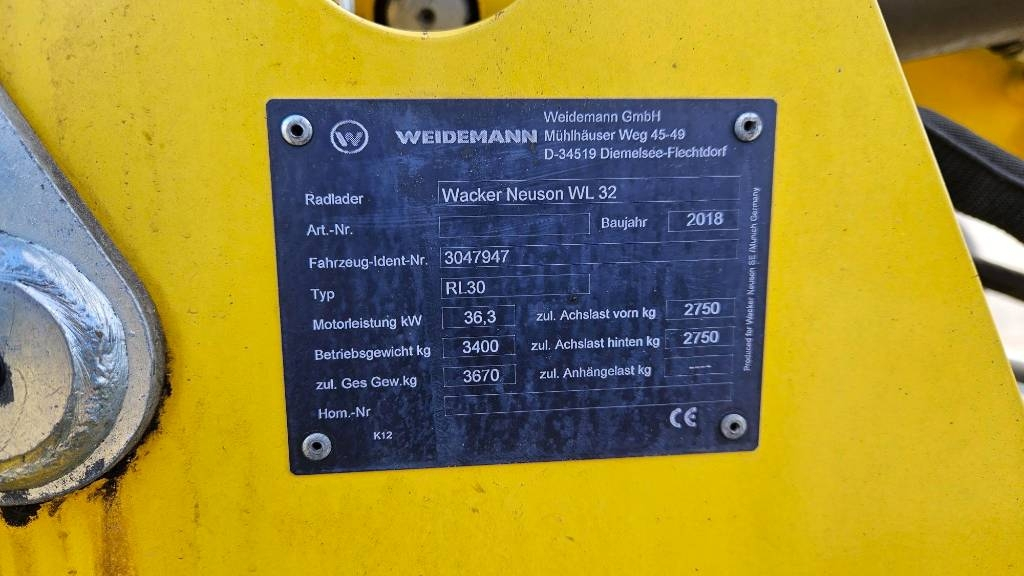 W WEIDEMANN
Weidemann GmbH
Mühlhäuser Weg 45-49
D-34519 Diemelsee-Flechtdorf
Radlader Wacker Neuson WL 32
Art.-Nr. Baujahr 2018
Fahrzeug-Ident-Nr. 3047947
Typ RL30
Motorleistung kW 36,3 zul. Achslast vorn kg 2750
Betriebsgewicht kg 3400 zul. Achslast hinten kg 2750
zul. Ges Gew.kg 3670 zul. Anhängelast kg -----
Hom.-Nr
K12 CE
Produced for Wacker Neuson SE /Munich Germany